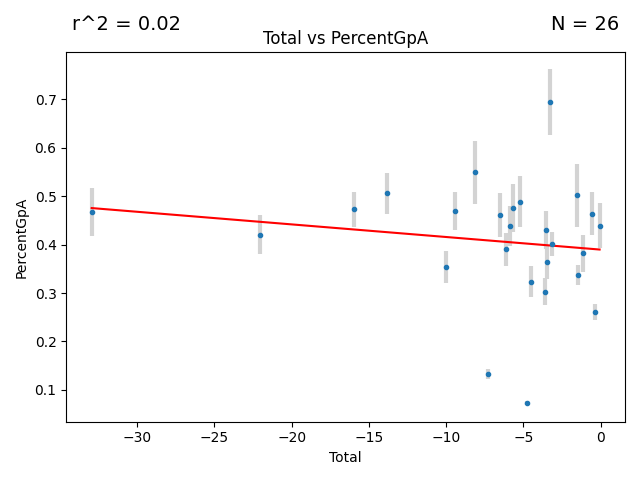 r^2 = 0.02
N = 26
Total vs PercentGpA
PercentGpA
0.7
0.6
0.5
0.4
0.3
0.2
0.1
−30
−25
−20
−15
−10
−5
0
Total